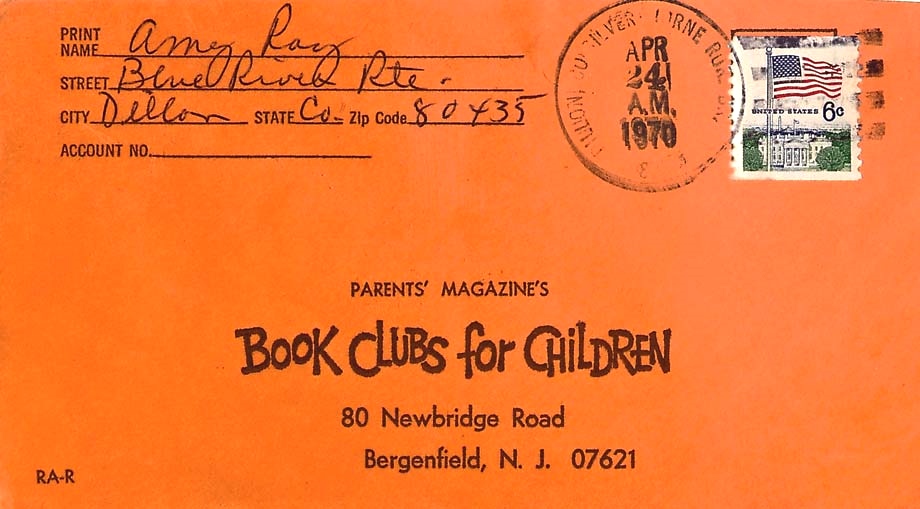 PRINT
NAME Amy Ray
STREET Blue River Rte.
CITY Dillon STATE Co. Zip Code 80435
ACCOUNT NO.
APR
24
A.M.
1970
UNITED STATES 6¢
PARENTS' MAGAZINE'S
BOOK CLUBS for CHILDREN
80 Newbridge Road
Bergenfield, N. J. 07621
RA-R